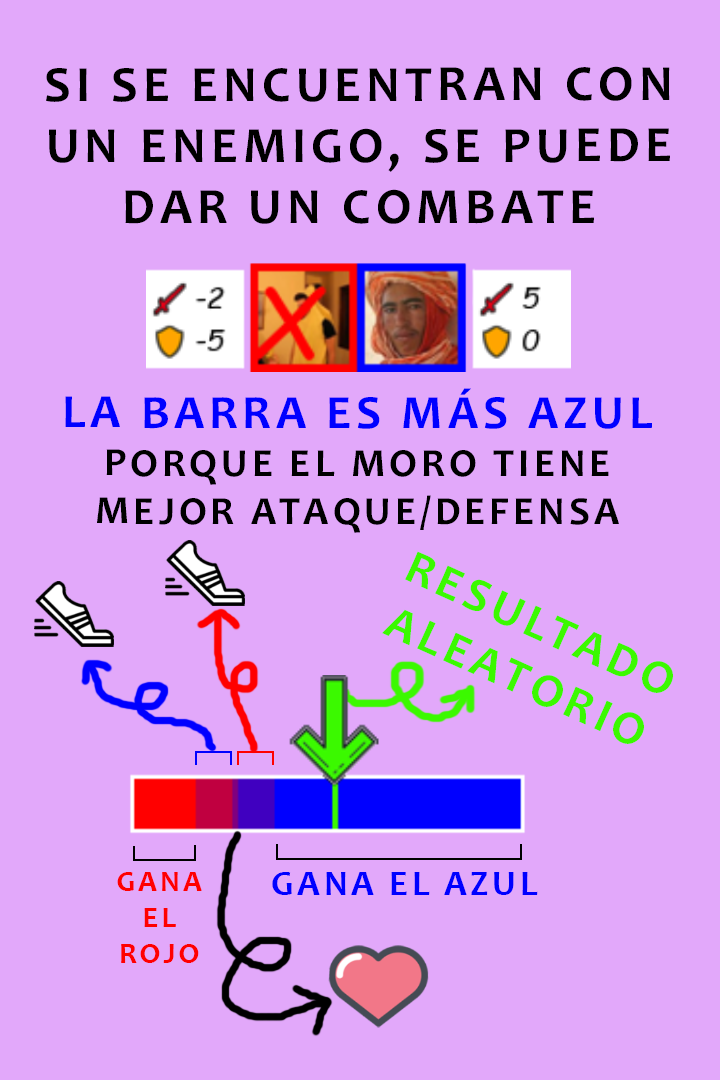 SI SE ENCUENTRAN CON
UN ENEMIGO, SE PUEDE
DAR UN COMBATE
-2
-5
5
0
LA BARRA ES MÁS AZUL
PORQUE EL MORO TIENE
MEJOR ATAQUE/DEFENSA
RESULTADO
ALEATORIO
GANA
EL
ROJO
GANA EL AZUL